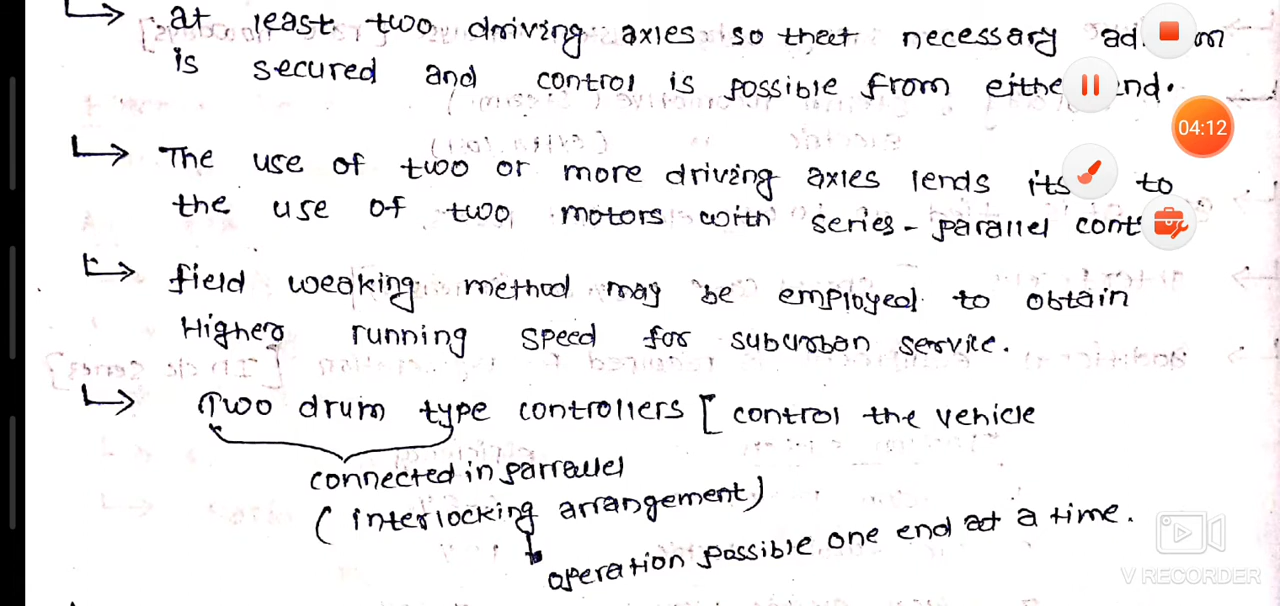 at least two driving axles so that necessary ad
is secured and control is possible from either end.
04:12
The use of two or more driving axles lends its to
the use of two motors with series-parallel cont
field weaking method may be employed to obtain
Higher running speed for suburban service.
Two drum type controllers [ control the vehicle
connected in parrallel
(interlocking arrangement)
operation possible one end at a time.
V RECORDER